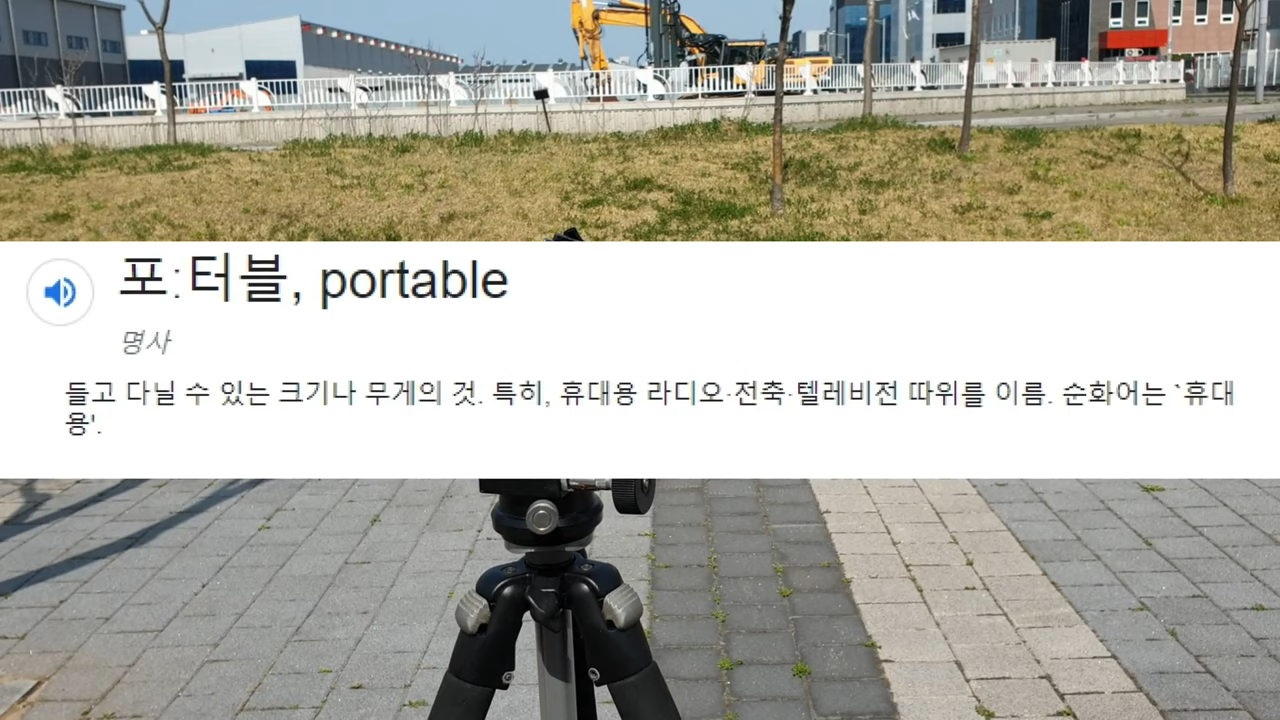 포ː터블, portable
명사
들고 다닐 수 있는 크기나 무게의 것. 특히, 휴대용 라디오·전축·텔레비전 따위를 이름. 순화어는 `휴대
용'.